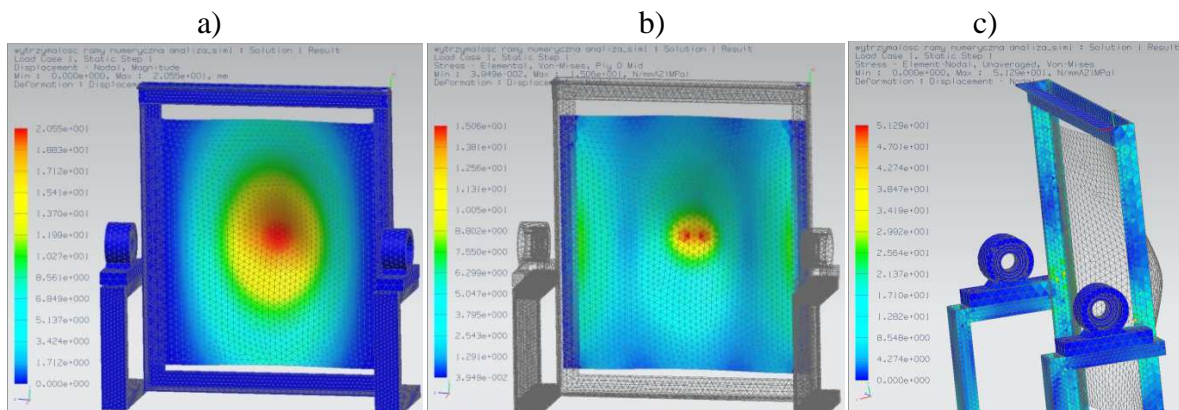 a)
b)
c)
wytrzymalosc ramy numeryczna analiza_sim1 : Solution 1 Result
Load Case 1, Static Step 1
Displacement - Nodal, Magnitude
Min : 0.000e+000, Max : 2.055e+001, mm
Deformation : Displacem
2.055e+001
1.883e+001
1.712e+001
1.541e+001
1.370e+001
1.199e+001
1.027e+001
8.561e+000
6.849e+000
5.137e+000
3.424e+000
1.712e+000
0.000e+000
wytrzymalosc ramy numeryczna analiza_sim1 : Solution 1 Result
Load Case 1, Static Step 1
Stress - Elemental, Von-Mises, Ply 0 Mid
Min : 3.949e-002, Max : 1.506e+001, N/mm^2(MPa)
Deformation : Displacem
1.506e+001
1.381e+001
1.256e+001
1.131e+001
1.005e+001
8.802e+000
7.550e+000
6.299e+000
5.047e+000
3.795e+000
2.543e+000
1.291e+000
3.949e-002
wytrzymalosc ramy numeryczna analiza_sim1 : Solution 1 Result
Load Case 1, Static Step 1
Stress - Element-Nodal, Unaveraged, Von-Mises
Min : 0.000e+000, Max : 5.129e+001, N/mm^2(MPa)
Deformation : Displacement - Nodal
5.129e+001
4.701e+001
4.274e+001
3.847e+001
3.419e+001
2.992e+001
2.564e+001
2.137e+001
1.710e+001
1.282e+001
8.548e+000
4.274e+000
0.000e+000